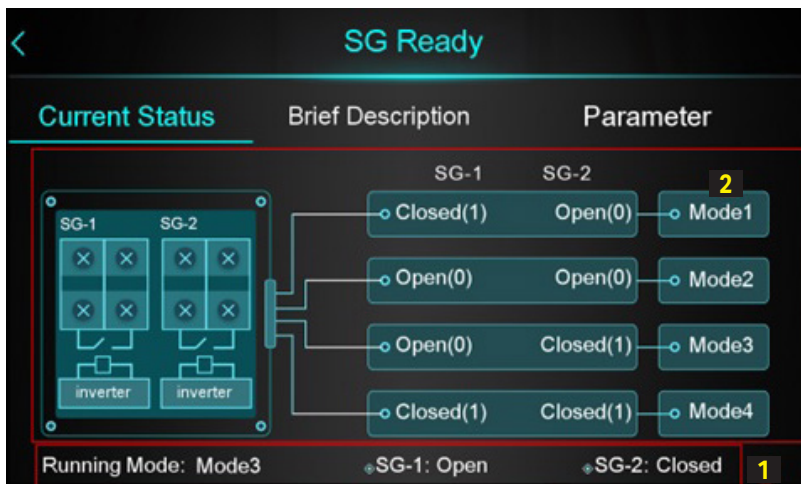 SG Ready
Current Status Brief Description Parameter
SG-1 SG-2
2
SG-1 SG-2
Closed(1) Open(0) Mode1
Open(0) Open(0) Mode2
Open(0) Closed(1) Mode3
inverter inverter
Closed(1) Closed(1) Mode4
Running Mode: Mode3 SG-1: Open SG-2: Closed
1